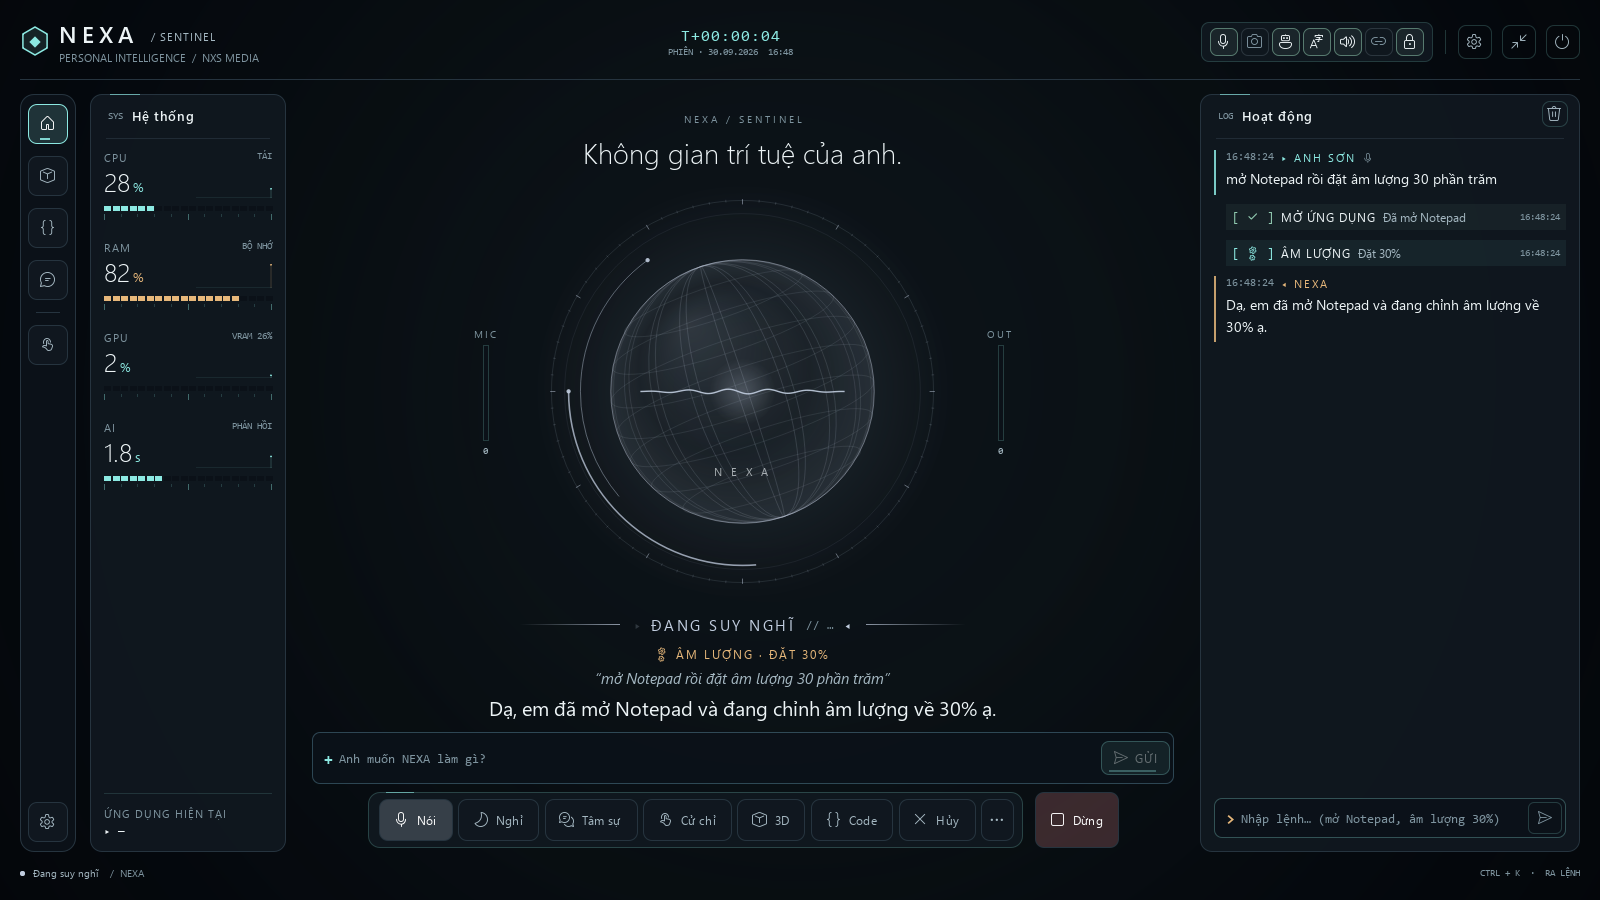 NEXA / SENTINEL
PERSONAL INTELLIGENCE / NXS MEDIA
T+00:00:04
PHIÊN · 30.09.2026 16:48
SYS Hệ thống
CPU TẢI
28%
RAM BỘ NHỚ
82%
GPU VRAM 26%
2%
AI PHẢN HỒI
1.8s
ỨNG DỤNG HIỆN TẠI
▸ —
NEXA / SENTINEL
Không gian trí tuệ của anh.
MIC
0
OUT
0
NEXA
ĐANG SUY NGHĨ // …
ÂM LƯỢNG · ĐẶT 30%
“mở Notepad rồi đặt âm lượng 30 phần trăm”
Dạ, em đã mở Notepad và đang chỉnh âm lượng về 30% ạ.
+ Anh muốn NEXA làm gì?
GỬI
Nói
Nghỉ
Tâm sự
Cử chỉ
3D
{} Code
Hủy
Dừng
LOG Hoạt động
16:48:24 ▸ ANH SƠN
mở Notepad rồi đặt âm lượng 30 phần trăm
[ ✓ ] MỞ ỨNG DỤNG Đã mở Notepad 16:48:24
[ ] ÂM LƯỢNG Đặt 30% 16:48:24
16:48:24 ◂ NEXA
Dạ, em đã mở Notepad và đang chỉnh âm lượng về
30% ạ.
Nhập lệnh… (mở Notepad, âm lượng 30%)
Đang suy nghĩ / NEXA
CTRL + K · RA LỆNH